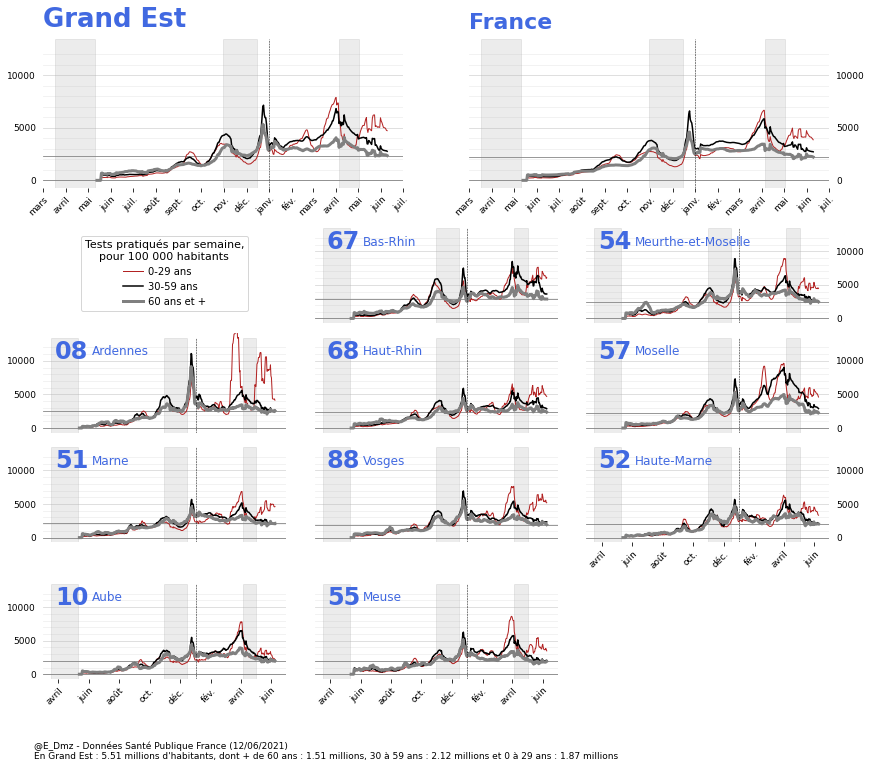 Grand Est
France
10000
5000
0
10000
5000
0
mars avril mai juin juil. août sept. oct. nov. déc. janv. fév. mars avril mai juin juil.
mars avril mai juin juil. août sept. oct. nov. déc. janv. fév. mars avril mai juin juil.
Tests pratiqués par semaine,
pour 100 000 habitants
0-29 ans
30-59 ans
60 ans et +
67 Bas-Rhin
54 Meurthe-et-Moselle
10000
5000
0
08 Ardennes
68 Haut-Rhin
57 Moselle
10000
5000
0
10000
5000
0
51 Marne
88 Vosges
52 Haute-Marne
10000
5000
0
10000
5000
0
avril juin août oct. déc. fév. avril juin
10 Aube
55 Meuse
10000
5000
0
avril juin août oct. déc. fév. avril juin
avril juin août oct. déc. fév. avril juin
@E_Dmz - Données Santé Publique France (12/06/2021)
En Grand Est : 5.51 millions d'habitants, dont + de 60 ans : 1.51 millions, 30 à 59 ans : 2.12 millions et 0 à 29 ans : 1.87 millions